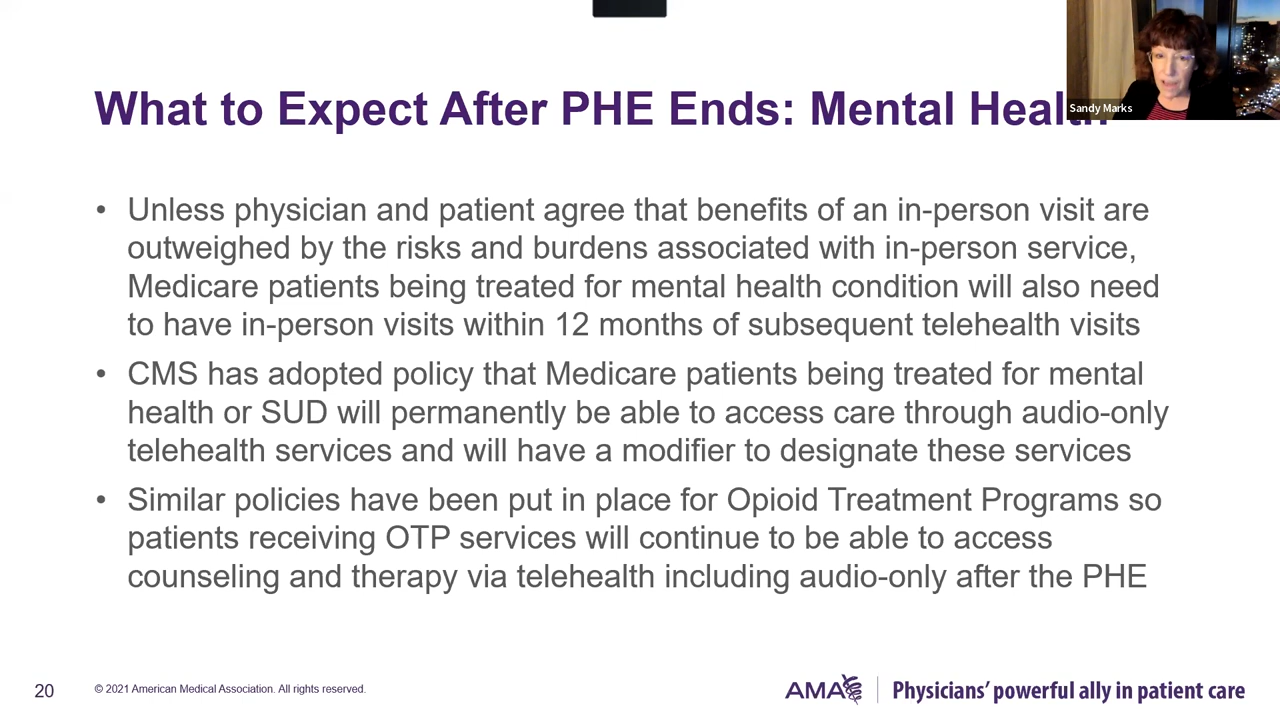 What to Expect After PHE Ends: Mental Health
Sandy Marks
• Unless physician and patient agree that benefits of an in-person visit are
outweighed by the risks and burdens associated with in-person service,
Medicare patients being treated for mental health condition will also need
to have in-person visits within 12 months of subsequent telehealth visits
• CMS has adopted policy that Medicare patients being treated for mental
health or SUD will permanently be able to access care through audio-only
telehealth services and will have a modifier to designate these services
• Similar policies have been put in place for Opioid Treatment Programs so
patients receiving OTP services will continue to be able to access
counseling and therapy via telehealth including audio-only after the PHE
20
© 2021 American Medical Association. All rights reserved.
AMA
Physicians’ powerful ally in patient care